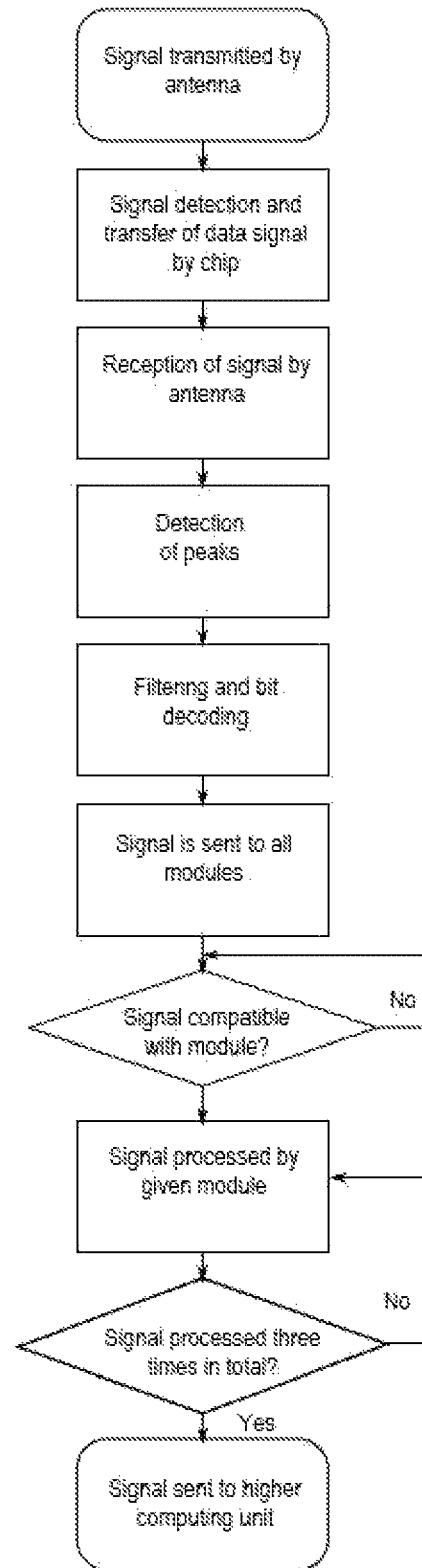 Signal transmitted by
antenna
Signal detection and
transfer of data signal
by chip
Reception of signal by
antenna
Detection
of peaks
Filtering and bit
decoding
Signal is sent to all
modules
No
Signal compatible
with module?
Signal processed by
given module
No
Signal processed three
times in total?
Yes
Signal sent to higher
computing unit